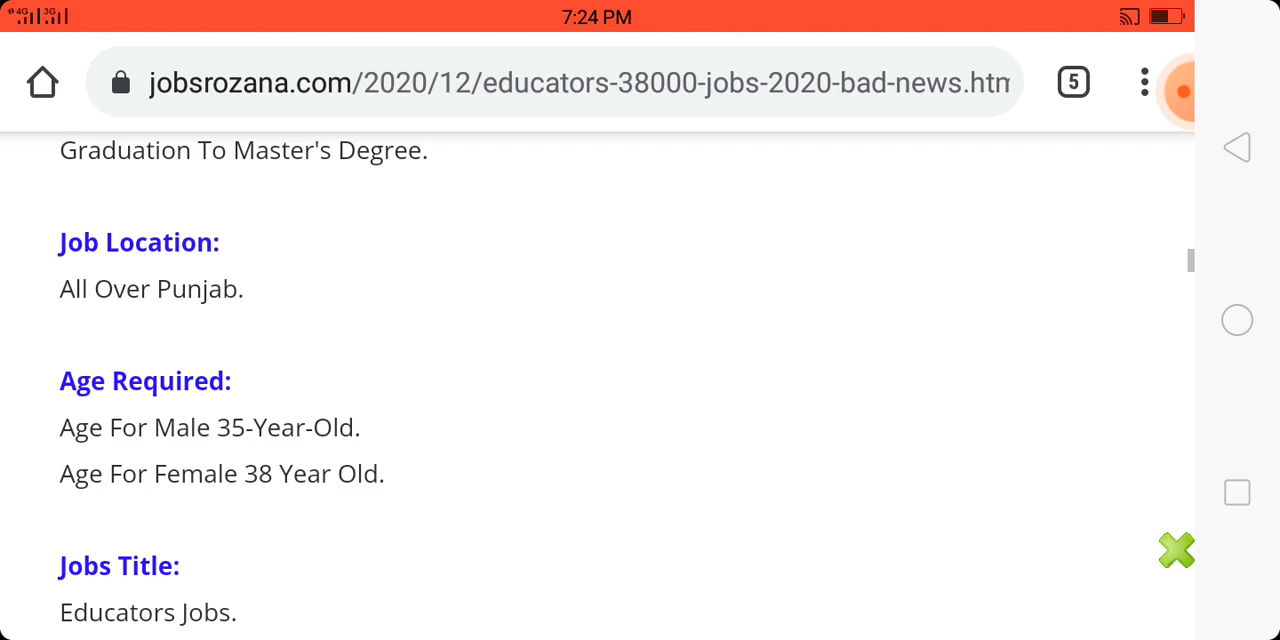 4G 3G
7:24 PM
jobsrozana.com/2020/12/educators-38000-jobs-2020-bad-news.htm
5
Graduation To Master's Degree.
Job Location:
All Over Punjab.
Age Required:
Age For Male 35-Year-Old.
Age For Female 38 Year Old.
Jobs Title:
Educators Jobs.